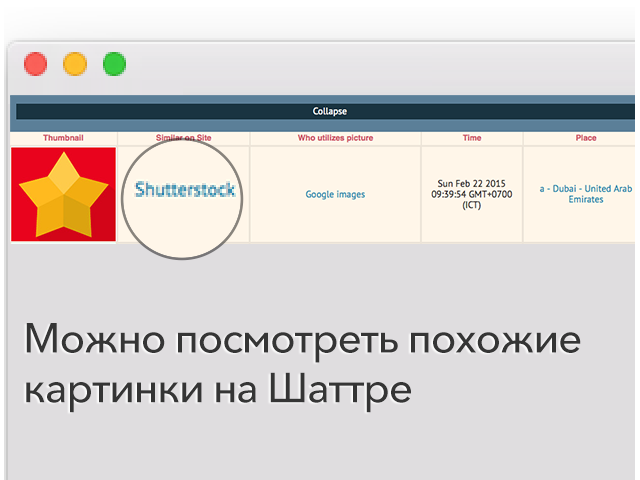 Collapse
Thumbnail Similar on Site Who utilizes picture Time Place
Shutterstock Google images Sun Feb 22 2015 a - Dubai - United Arab
09:39:54 GMT+0700 Emirates
(ICT)
Можно посмотреть похожие
картинки на Шаттре